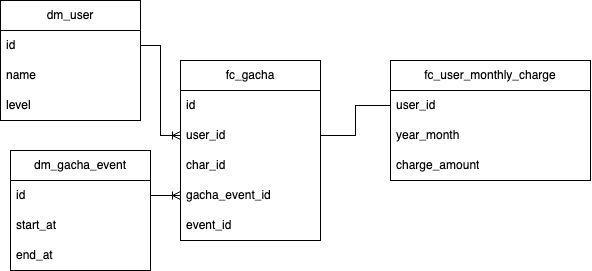 dm_user
id
name
level
fc_gacha
id
user_id
char_id
gacha_event_id
event_id
fc_user_monthly_charge
user_id
year_month
charge_amount
dm_gacha_event
id
start_at
end_at